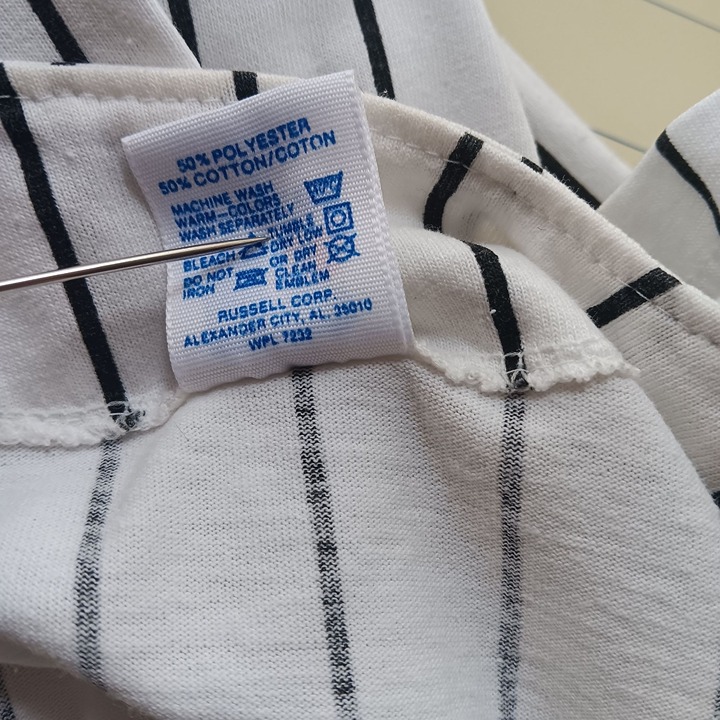 50% POLYESTER
50% COTTON/COTON
MACHINE WASH
WARM-COLORS
WASH SEPARATELY
BLEACH
DO NOT
IRON
TUMBLE
DRY LOW
OR DRY
CLEAN
EMBLEM
RUSSELL CORP.
ALEXANDER CITY, AL. 35010
WPL 7232